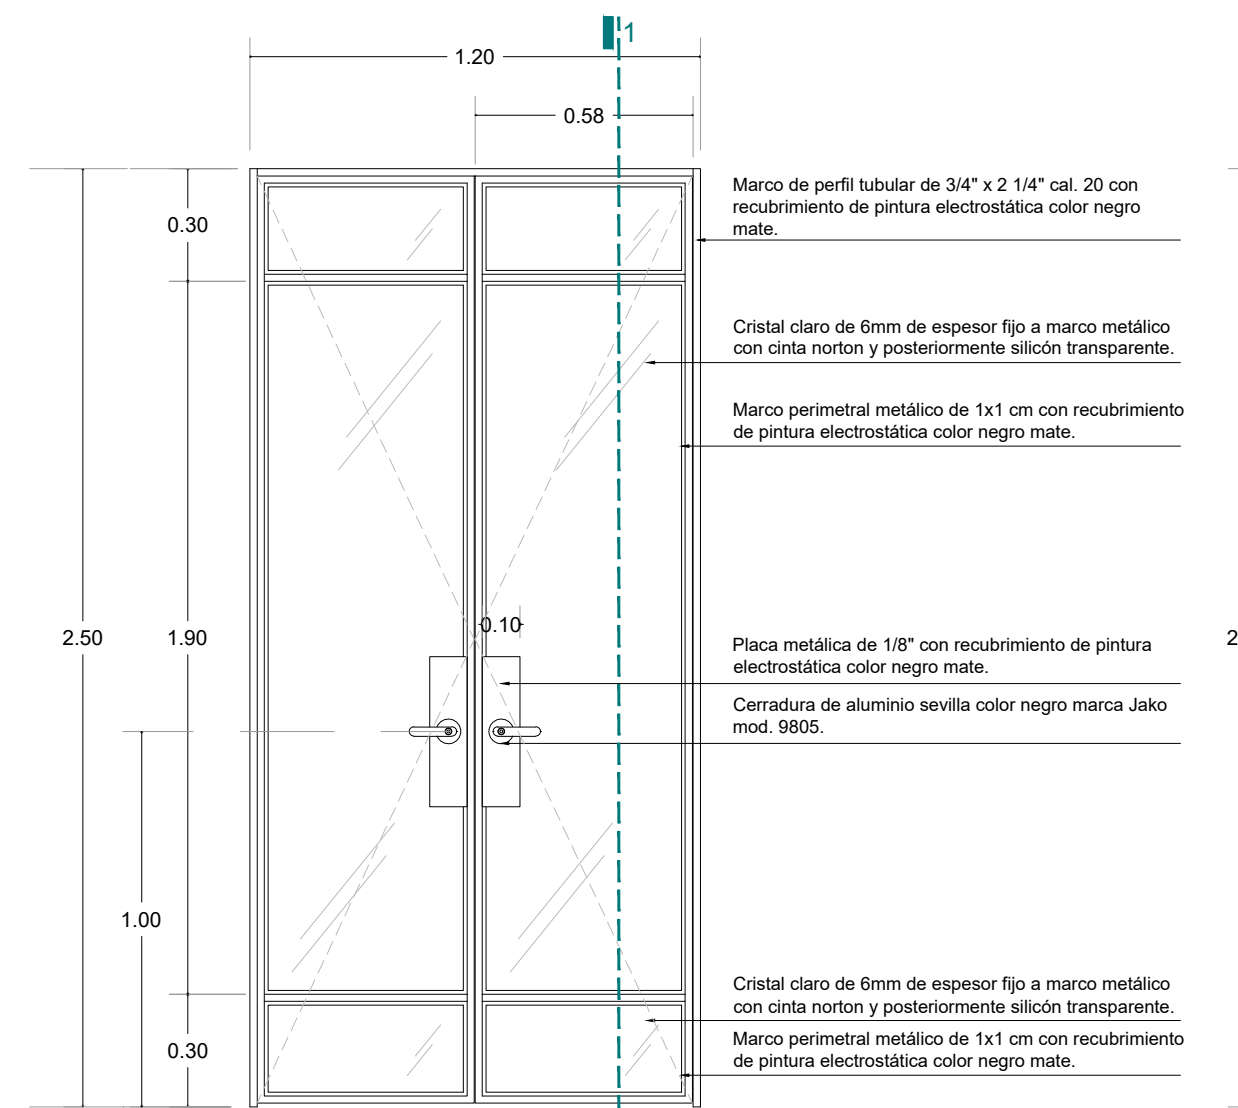 1
1.20
0.58
Marco de perfil tubular de 3/4" x 2 1/4" cal. 20 con
recubrimiento de pintura electrostática color negro
mate.
0.30
Cristal claro de 6mm de espesor fijo a marco metálico
con cinta norton y posteriormente silicón transparente.
Marco perimetral metálico de 1x1 cm con recubrimiento
de pintura electrostática color negro mate.
0.10
2.50
1.90
Placa metálica de 1/8" con recubrimiento de pintura
electrostática color negro mate.
2
Cerradura de aluminio sevilla color negro marca Jako
mod. 9805.
1.00
Cristal claro de 6mm de espesor fijo a marco metálico
con cinta norton y posteriormente silicón transparente.
0.30
Marco perimetral metálico de 1x1 cm con recubrimiento
de pintura electrostática color negro mate.